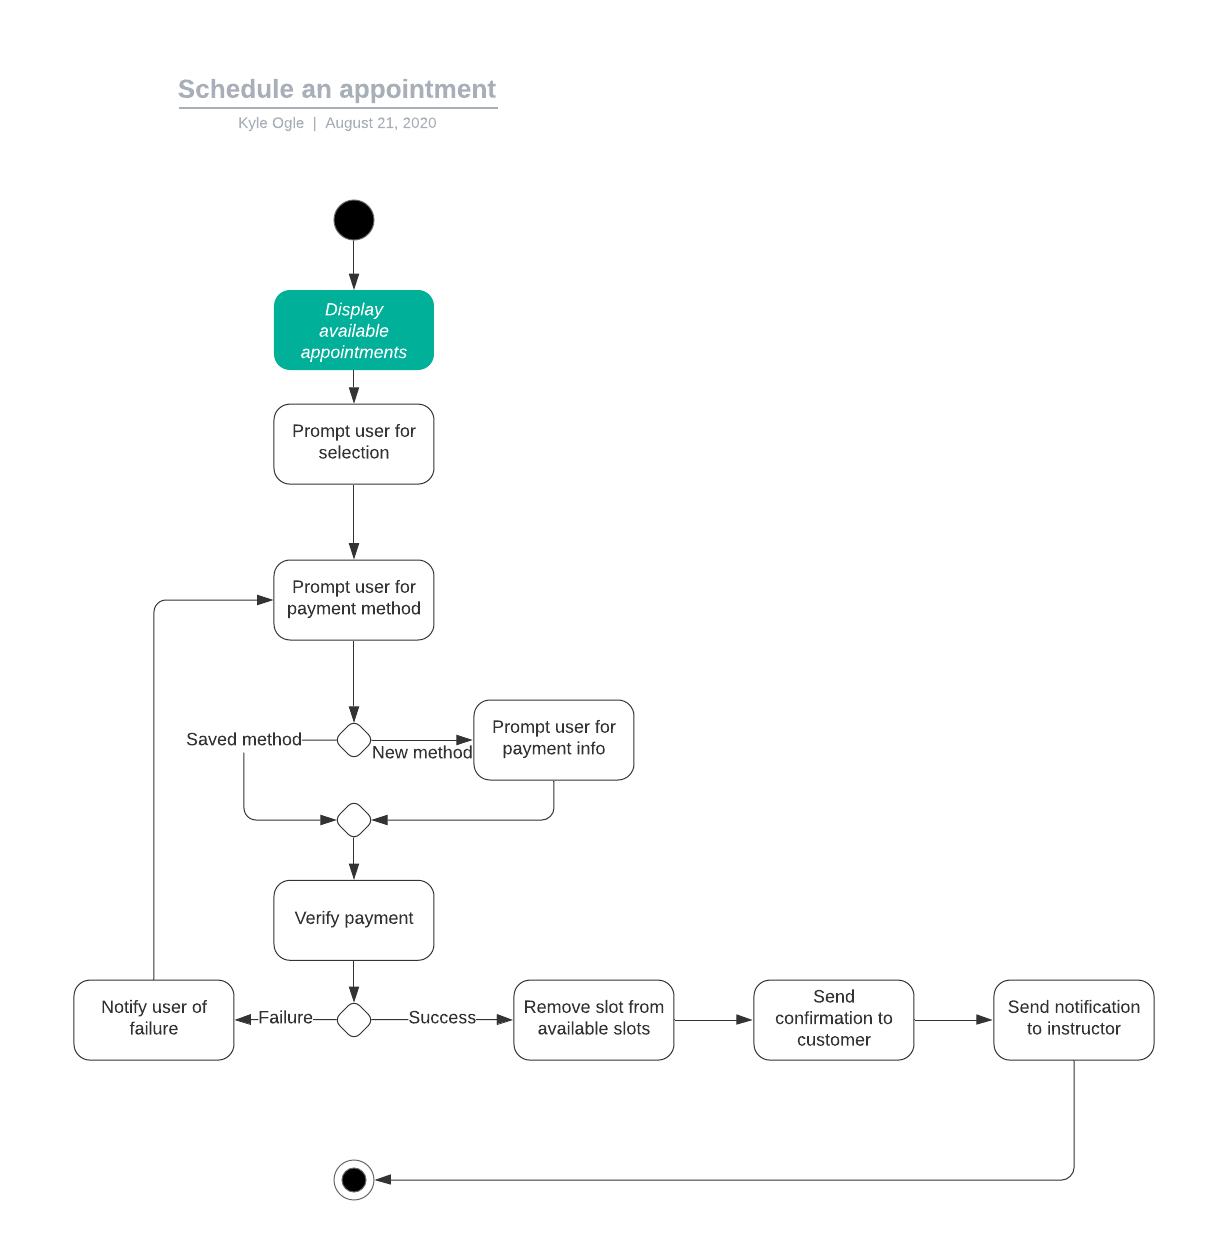 Schedule an appointment
Kyle Ogle | August 21, 2020
Display
available
appointments
Prompt user for
selection
Prompt user for
payment method
Saved method
New method
Prompt user for
payment info
Verify payment
Notify user of
failure
Failure
Success
Remove slot from
available slots
Send
confirmation to
customer
Send notification
to instructor